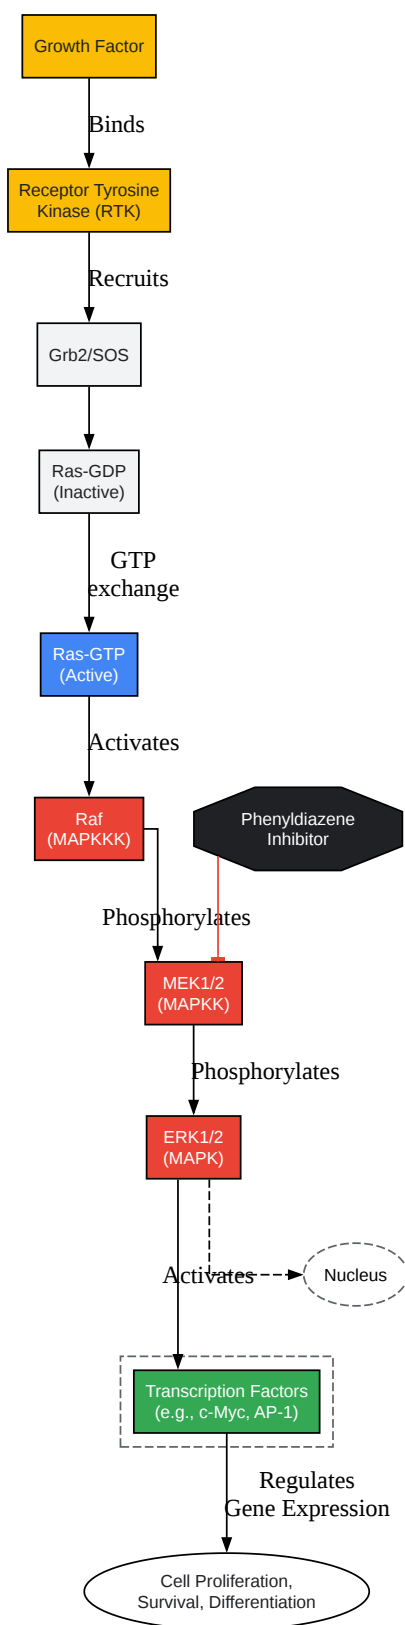 Growth Factor
Binds
Receptor Tyrosine
Kinase (RTK)
Recruits
Grb2/SOS
Ras-GDP
(Inactive)
GTP
exchange
Ras-GTP
(Active)
Activates
Raf
(MAPKKK)
Phenyldiazene
Inhibitor
Phosphorylates
MEK1/2
(MAPKK)
Phosphorylates
ERK1/2
(MAPK)
Activates
Nucleus
Transcription Factors
(e.g., c-Myc, AP-1)
Regulates
Gene Expression
Cell Proliferation,
Survival, Differentiation